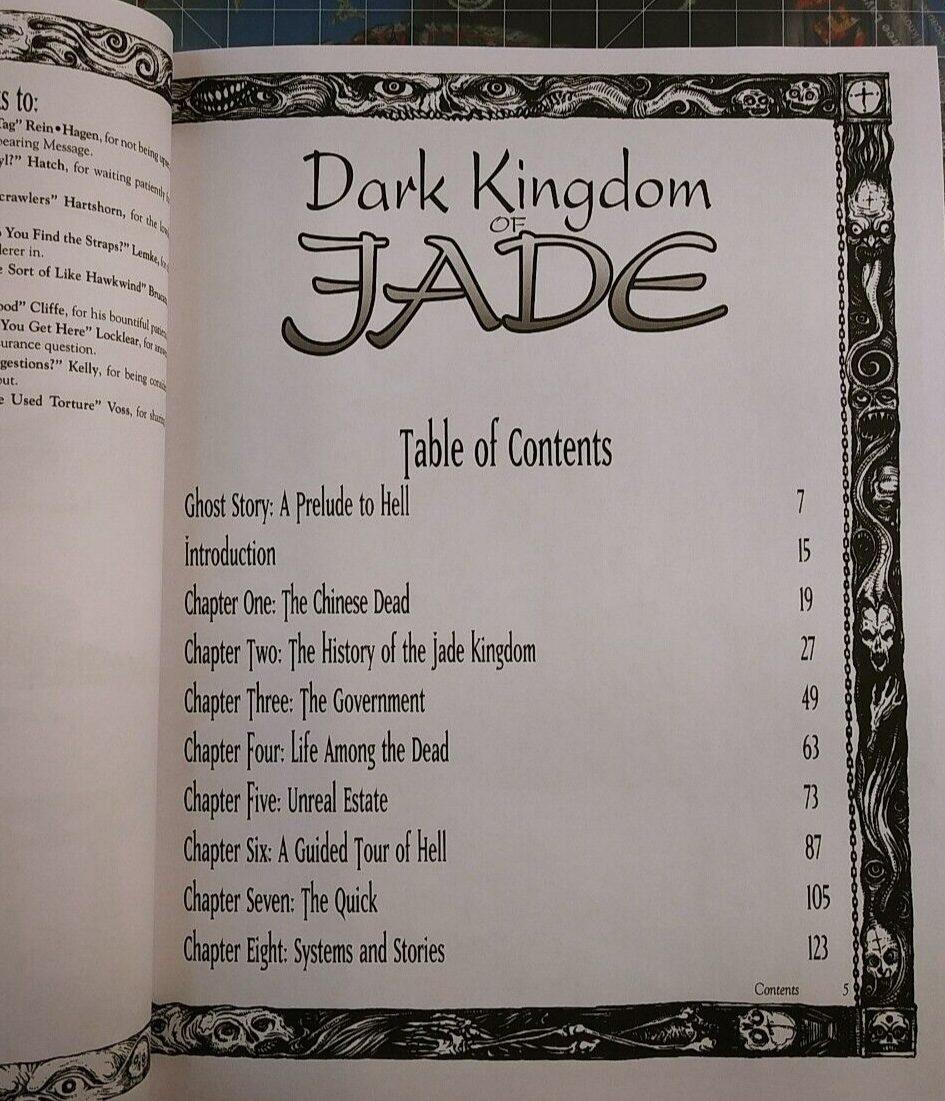 s to:
Tag” Rein•Hagen, for not being
pearing Message.
yl?” Hatch, for waiting patiently
crawlers” Hartshorn, for the
You Find the Straps?” Lemke,
lerer in.
e Sort of Like Hawkwind”
ood” Cliffe, for his bountiful
You Get Here” Locklear, for
urance question.
gestions?” Kelly, for being
out.
e Used Torture” Voss, for
Dark Kingdom
OF
JADE
Table of Contents
Ghost Story: A Prelude to Hell 7
Introduction 15
Chapter One: The Chinese Dead 19
Chapter Two: The History of the Jade Kingdom 27
Chapter Three: The Government 49
Chapter Four: Life Among the Dead 63
Chapter Five: Unreal Estate 73
Chapter Six: A Guided Tour of Hell 87
Chapter Seven: The Quick 105
Chapter Eight: Systems and Stories 123
Contents 5